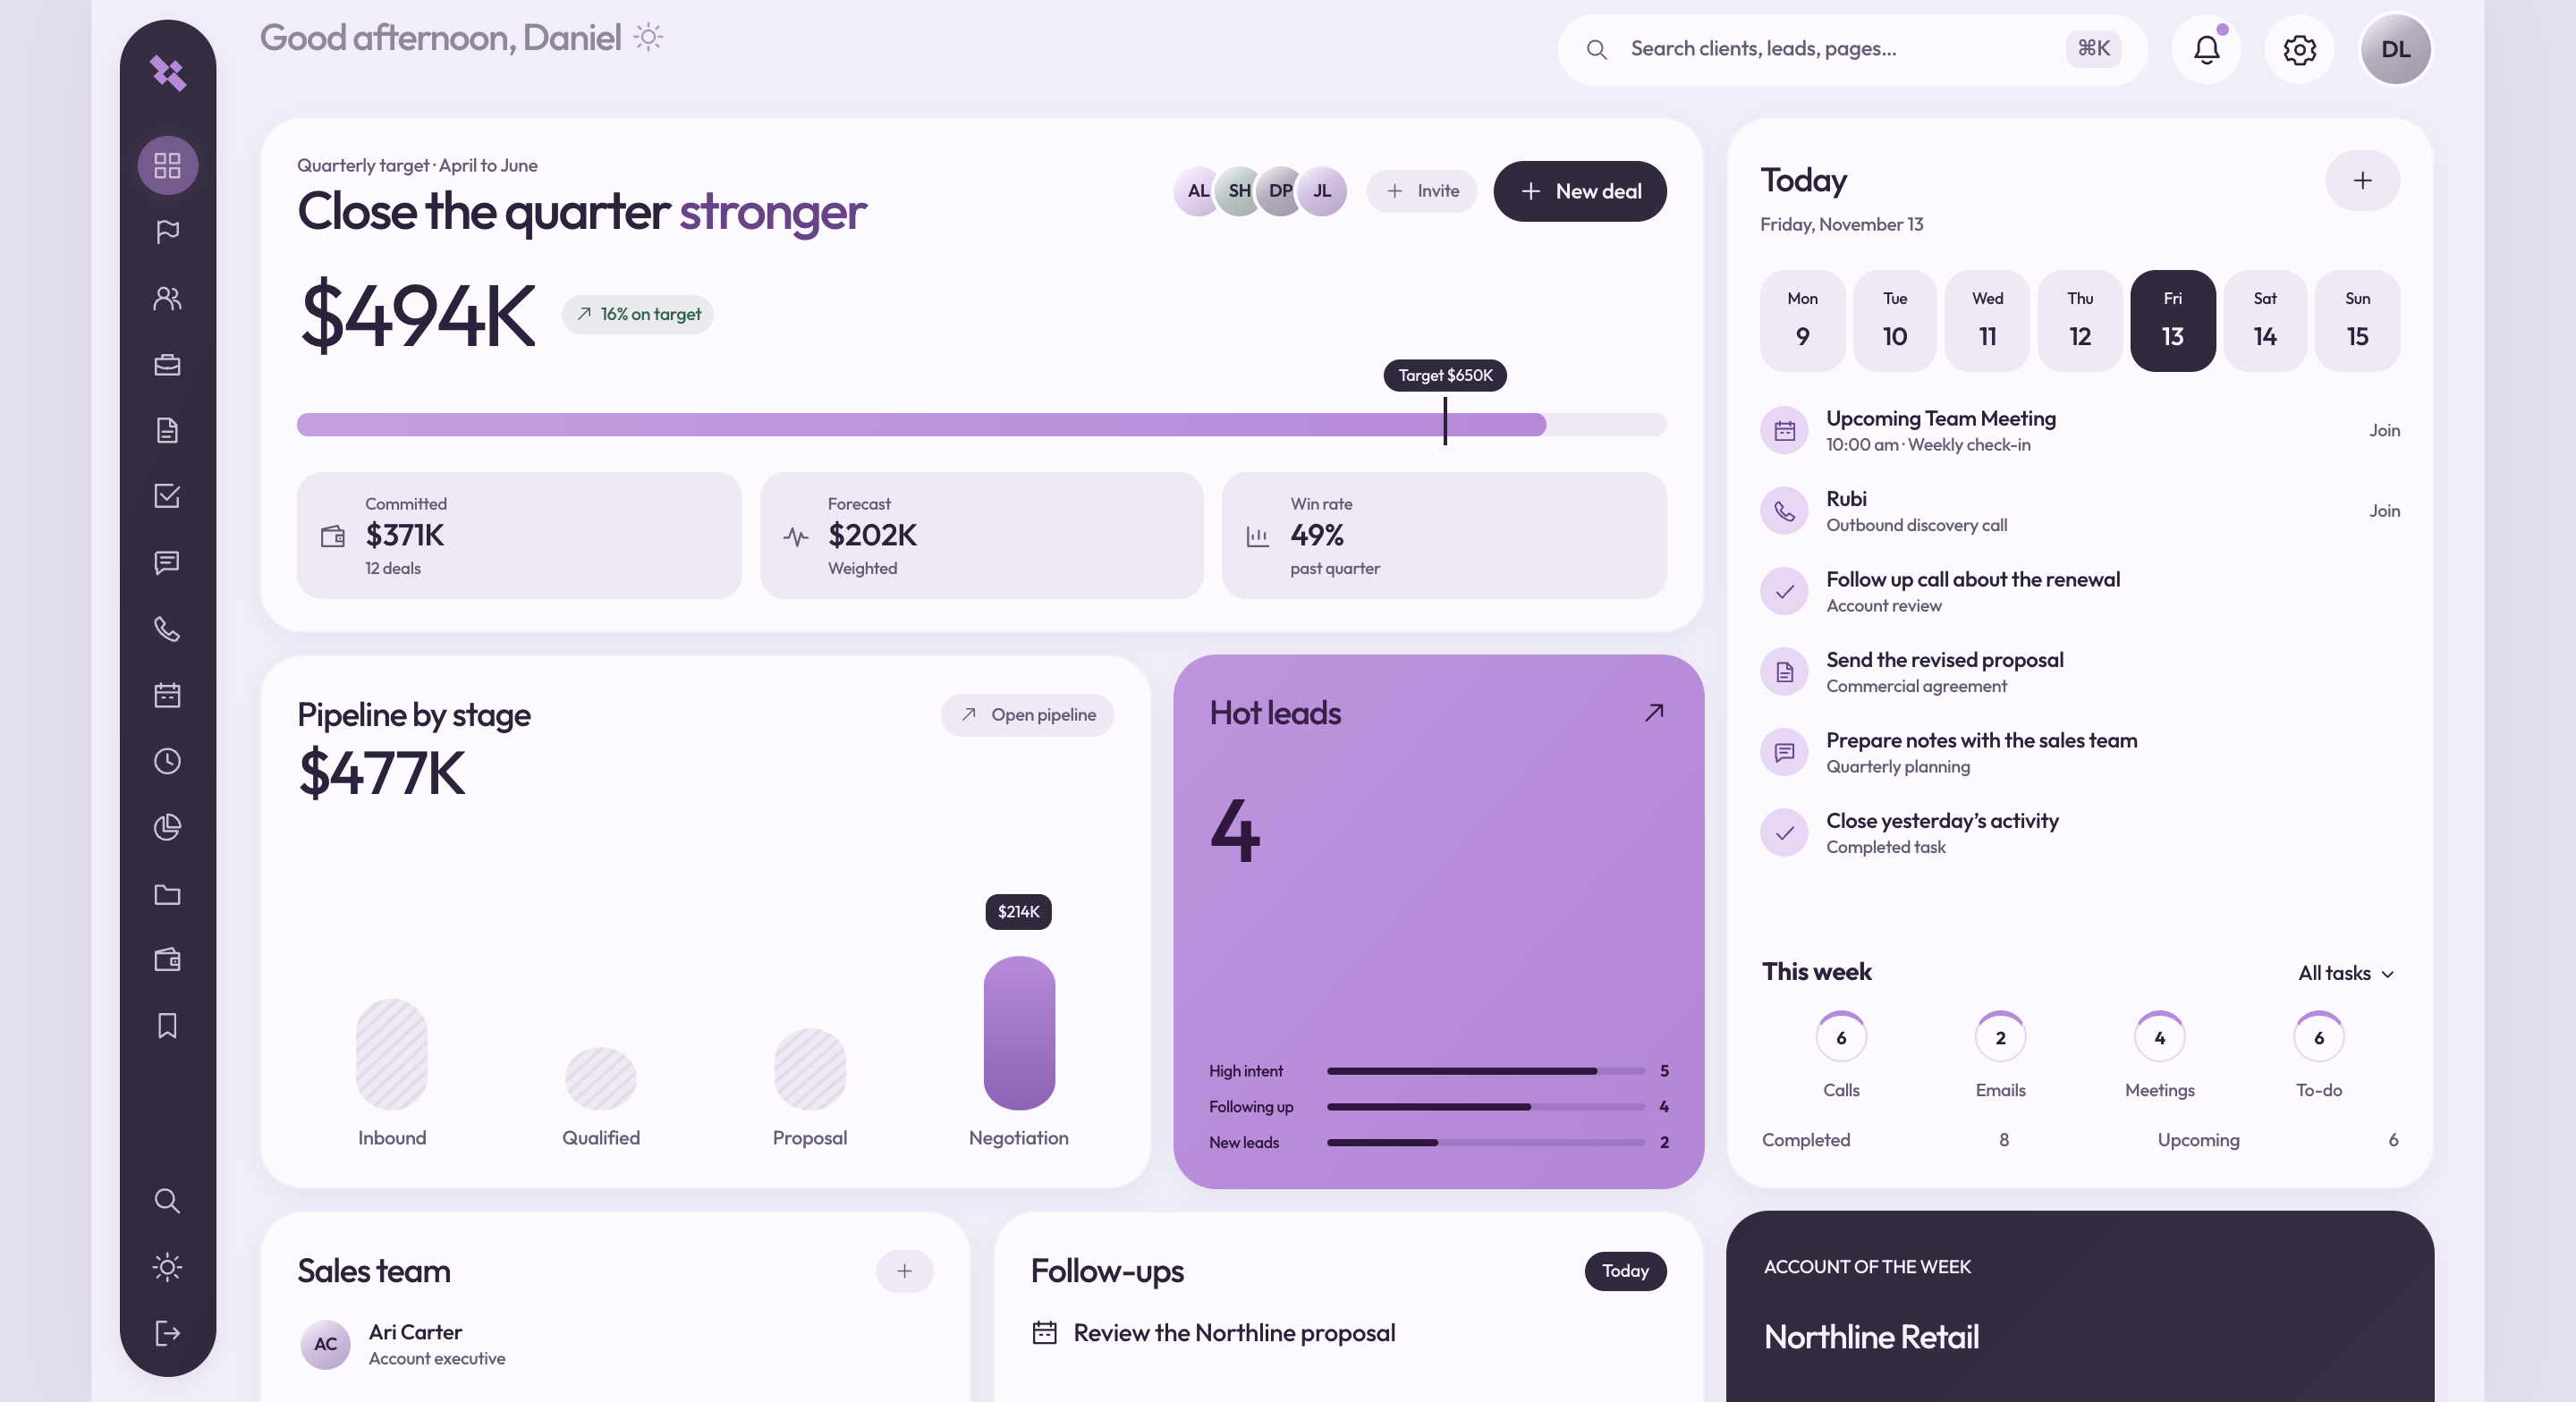 Good afternoon, Daniel
Search clients, leads, pages...
⌘K
DL
Quarterly target · April to June
Close the quarter stronger
AL
SH
DP
JL
Invite
New deal
$494K
16% on target
Target $650K
Committed
$371K
12 deals
Forecast
$202K
Weighted
Win rate
49%
past quarter
Today
Friday, November 13
Mon
9
Tue
10
Wed
11
Thu
12
Fri
13
Sat
14
Sun
15
Upcoming Team Meeting
10:00 am · Weekly check-in
Join
Rubi
Outbound discovery call
Join
Follow up call about the renewal
Account review
Send the revised proposal
Commercial agreement
Prepare notes with the sales team
Quarterly planning
Close yesterday’s activity
Completed task
This week
All tasks
6
Calls
2
Emails
4
Meetings
6
To-do
Completed 8
Upcoming 6
Pipeline by stage
Open pipeline
$477K
$214K
Inbound
Qualified
Proposal
Negotiation
Hot leads
4
High intent 5
Following up 4
New leads 2
Sales team
AC
Ari Carter
Account executive
Follow-ups
Today
Review the Northline proposal
ACCOUNT OF THE WEEK
Northline Retail